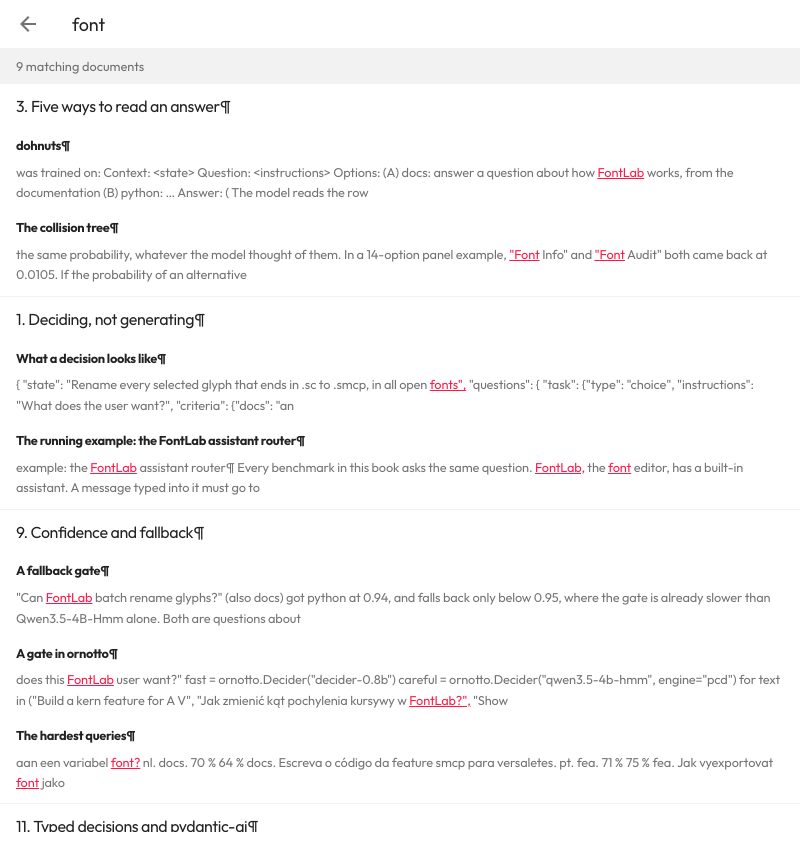 font
9 matching documents
3. Five ways to read an answer¶
dohnuts¶
was trained on: Context: <state> Question: <instructions> Options: (A) docs: answer a question about how FontLab works, from the
documentation (B) python: ... Answer: ( The model reads the row
The collision tree¶
the same probability, whatever the model thought of them. In a 14-option panel example, "Font Info" and "Font Audit" both came back at
0.0105. If the probability of an alternative
1. Deciding, not generating¶
What a decision looks like¶
{ "state": "Rename every selected glyph that ends in .sc to .smcp, in all open fonts", "questions": { "task": {"type": "choice", "instructions":
"What does the user want?", "criteria": {"docs": "an
The running example: the FontLab assistant router¶
example: the FontLab assistant router¶ Every benchmark in this book asks the same question. FontLab, the font editor, has a built-in
assistant. A message typed into it must go to
9. Confidence and fallback¶
A fallback gate¶
"Can FontLab batch rename glyphs?" (also docs) got python at 0.94, and falls back only below 0.95, where the gate is already slower than
Qwen3.5-4B-Hmm alone. Both are questions about
A gate in ornotto¶
does this FontLab user want?" fast = ornotto.Decider("decider-0.8b") careful = ornotto.Decider("qwen3.5-4b-hmm", engine="pcd") for text
in ("Build a kern feature for A V", "Jak zmienić kąt pochylenia kursywy w FontLab?", "Show
The hardest queries¶
aan een variabel font? nl. docs. 70 % 64 % docs. Escreva o código da feature smcp para versaletes. pt. fea. 71 % 75 % fea. Jak vyexportovat
font jako
11. Typed decisions and pydantic-ai¶